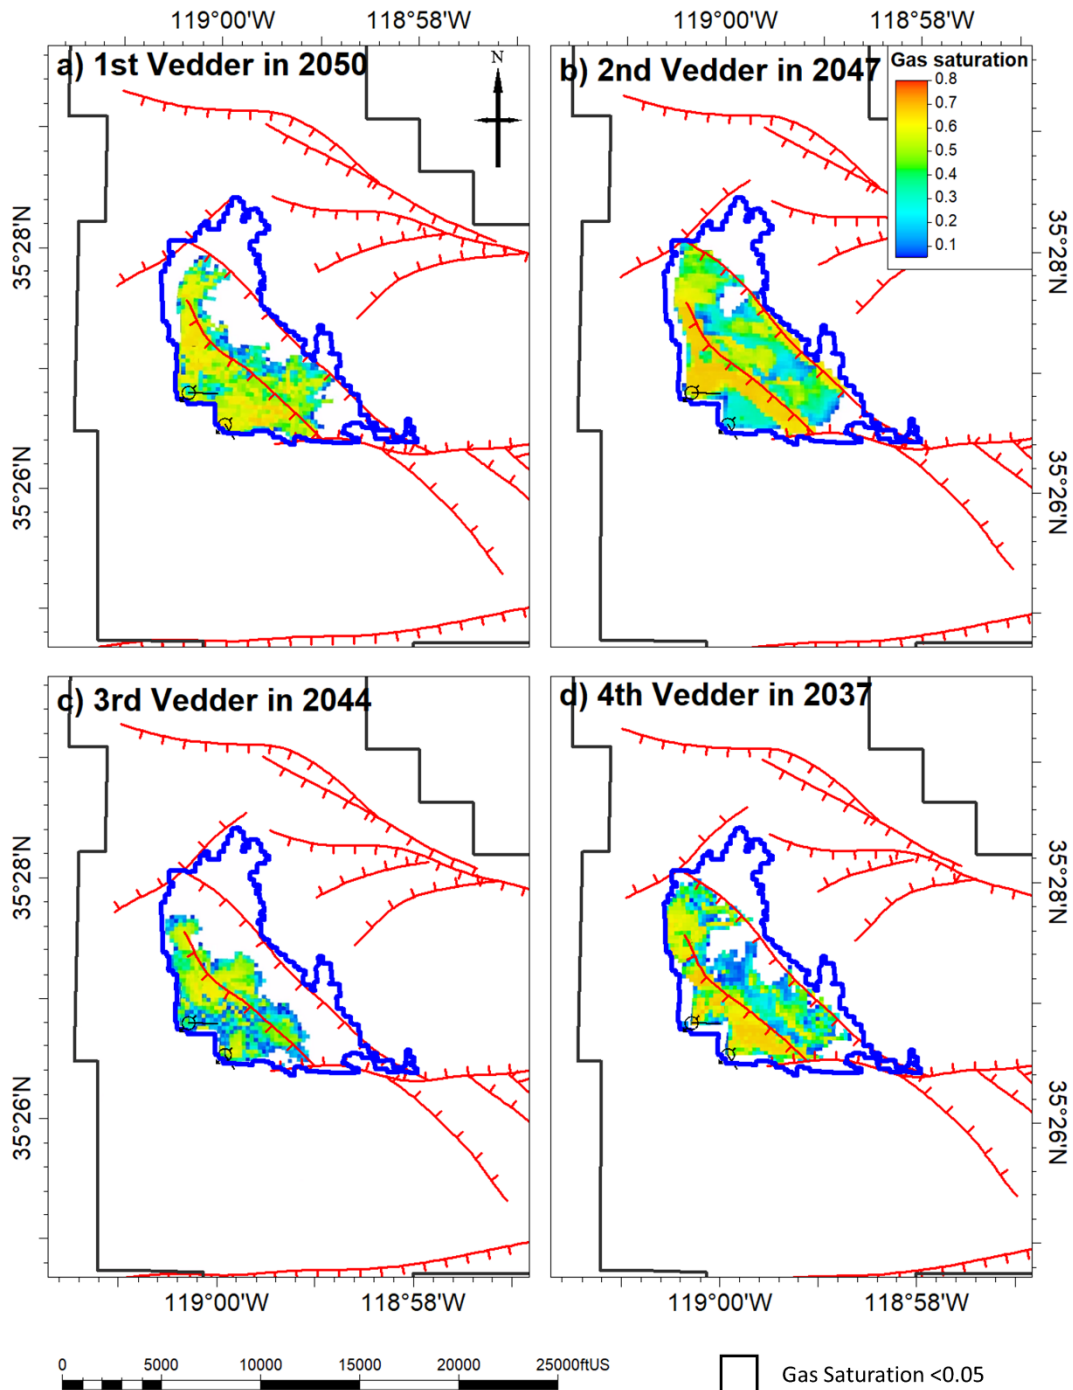 119°00'W 118°58'W 119°00'W 118°58'W
a) 1st Vedder in 2050
N
b) 2nd Vedder in 2047
Gas saturation
0.8
0.7
0.6
0.5
0.4
0.3
0.2
0.1
35°28'N
35°28'N
35°26'N
35°26'N
c) 3rd Vedder in 2044
d) 4th Vedder in 2037
35°28'N
35°28'N
35°26'N
35°26'N
119°00'W 118°58'W 119°00'W 118°58'W
0 5000 10000 15000 20000 25000ftUS
Gas Saturation <0.05